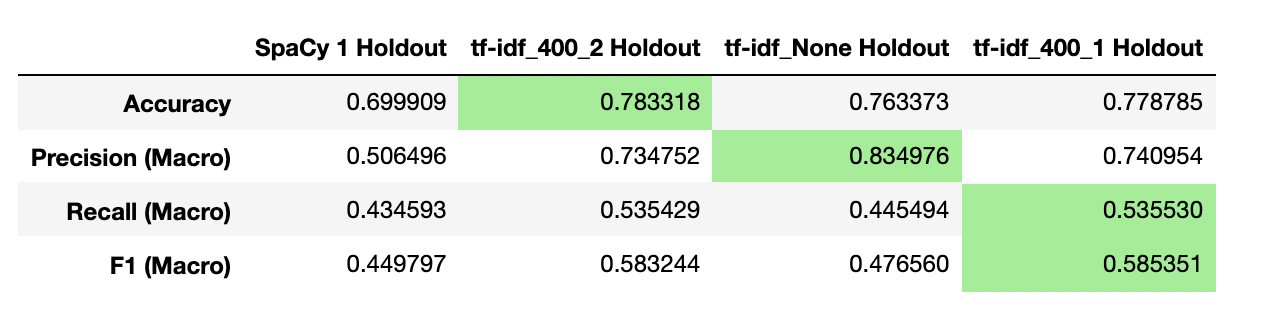 SpaCy 1 Holdout tf-idf_400_2 Holdout tf-idf_None Holdout tf-idf_400_1 Holdout
Accuracy 0.699909 0.783318 0.763373 0.778785
Precision (Macro) 0.506496 0.734752 0.834976 0.740954
Recall (Macro) 0.434593 0.535429 0.445494 0.535530
F1 (Macro) 0.449797 0.583244 0.476560 0.585351